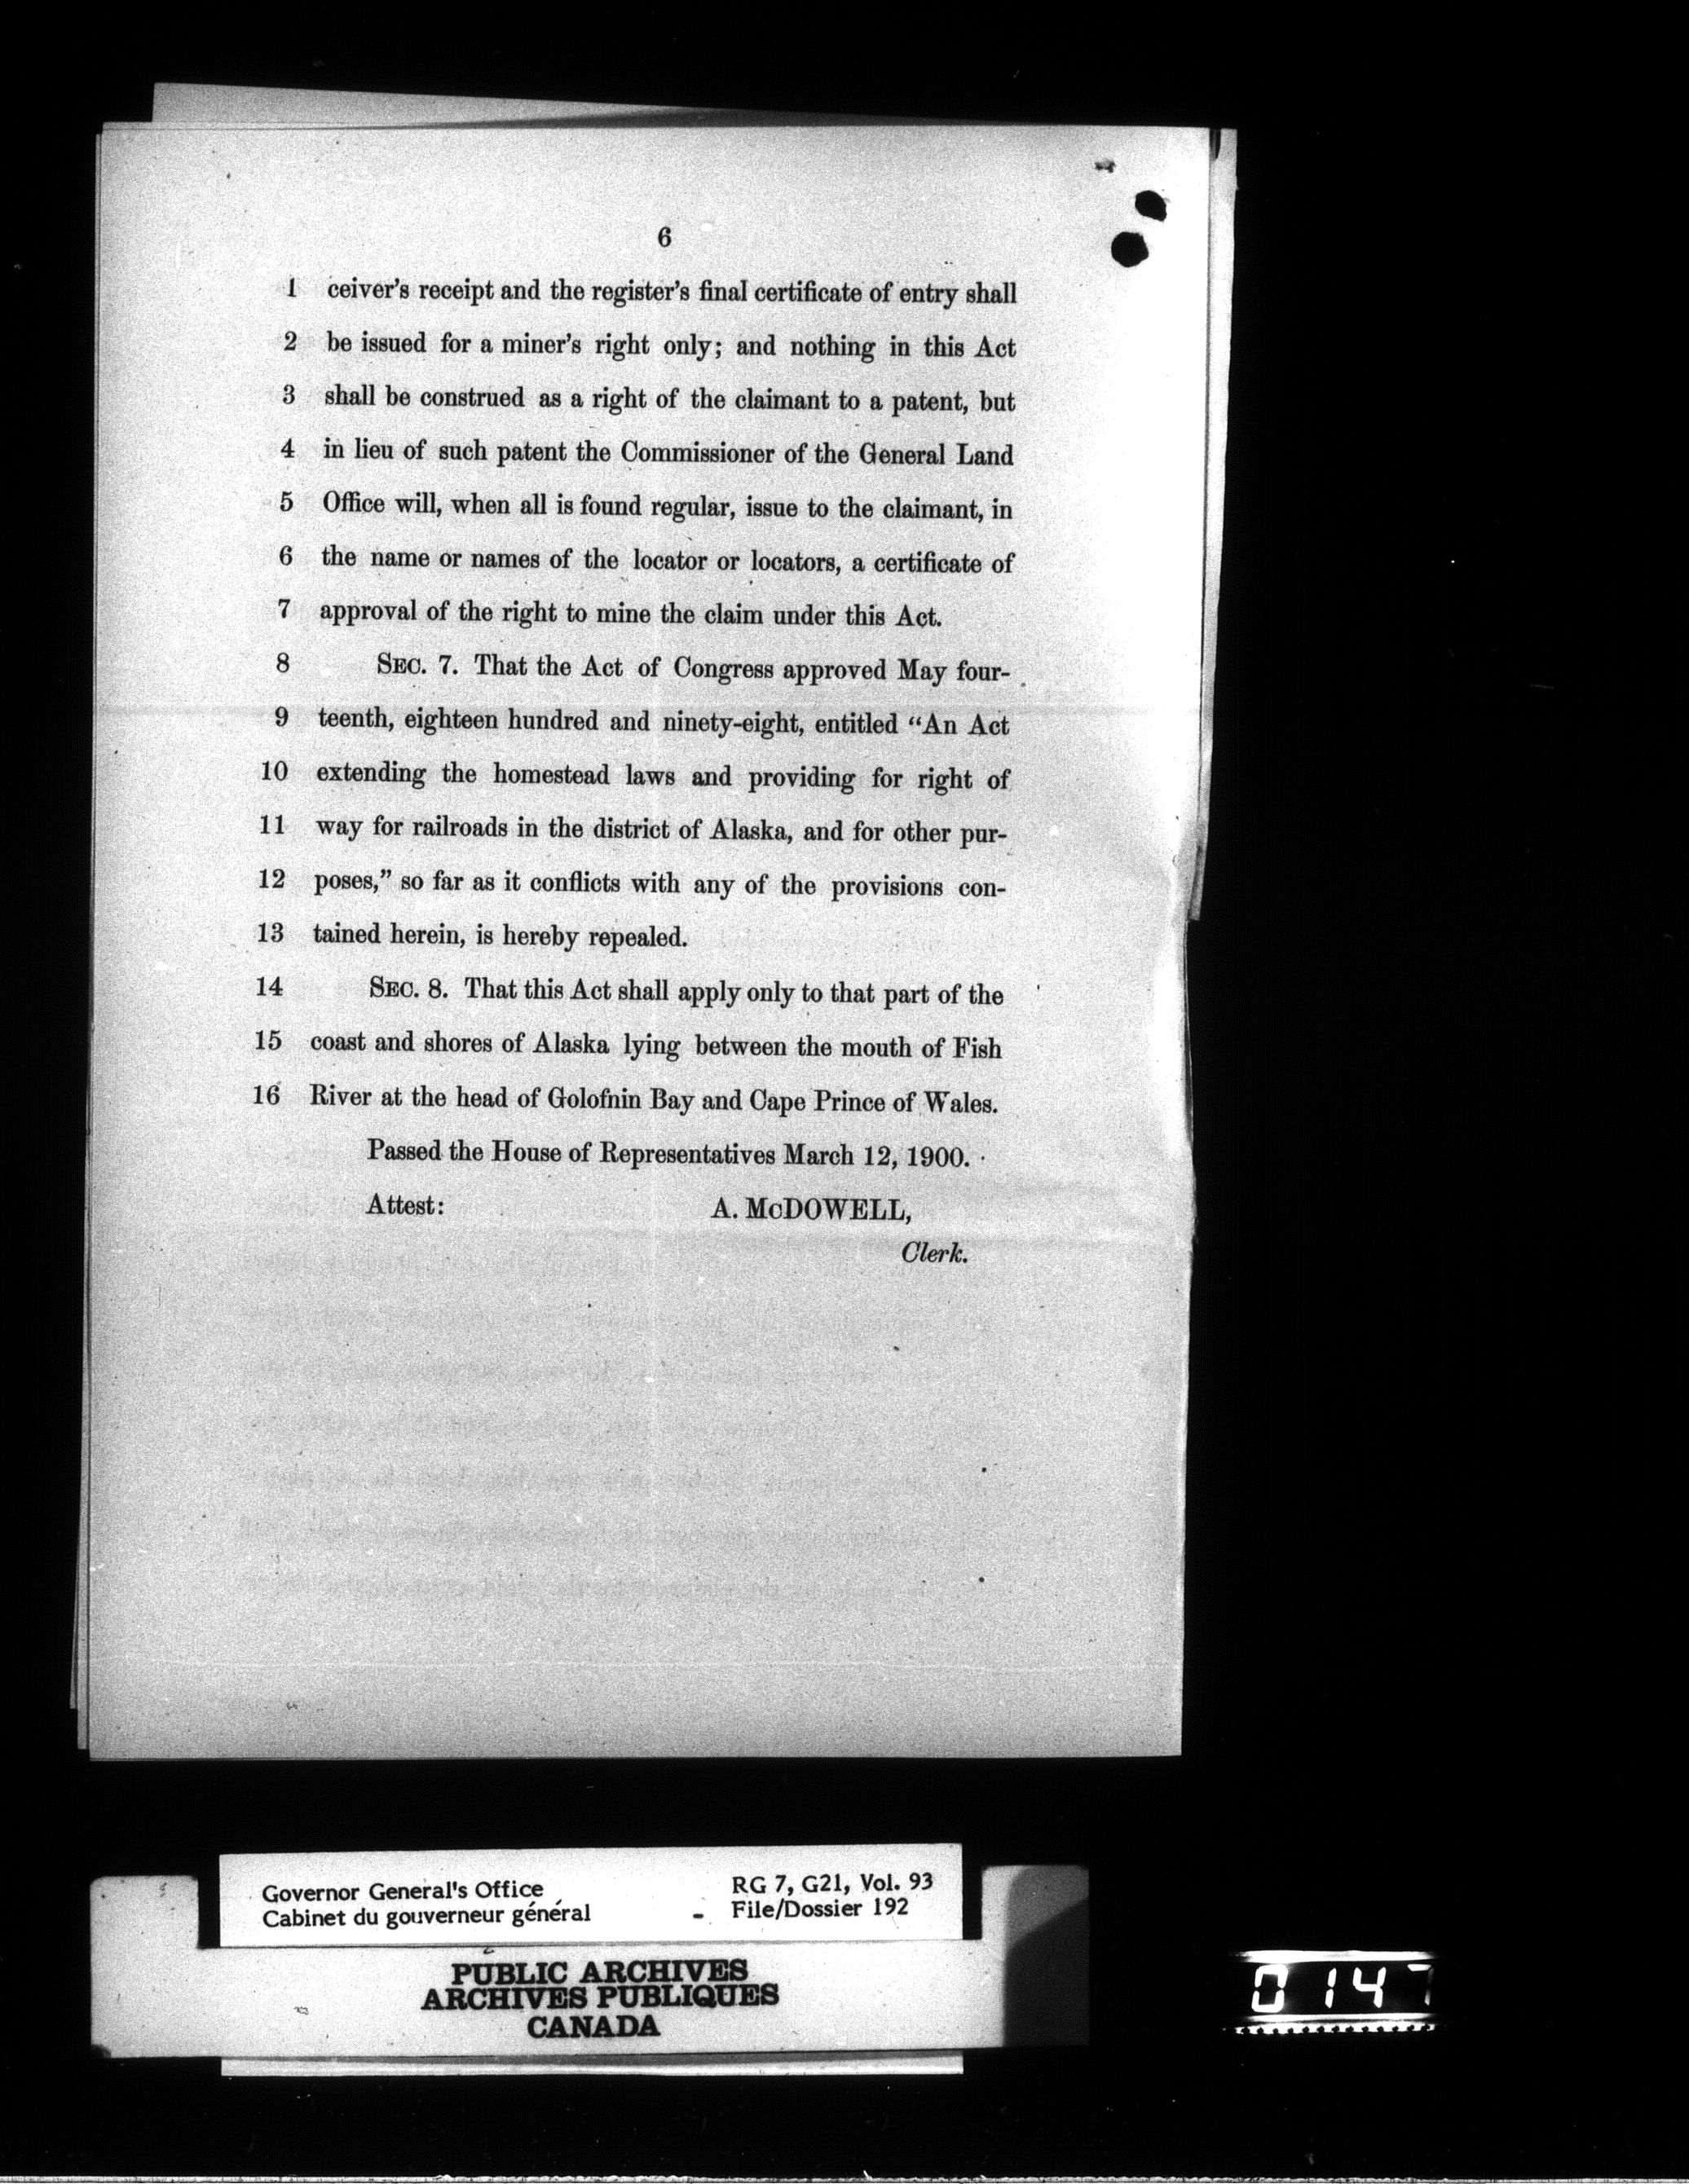 6
1 ceiver's receipt and the register's final certificate of entry shall
2 be issued for a miner's right only; and nothing in this Act
3 shall be construed as a right of the claimant to a patent, but
4 in lieu of such patent the Commissioner of the General Land
5 Office will, when all is found regular, issue to the claimant, in
6 the name or names of the locator or locators, a certificate of
7 approval of the right to mine the claim under this Act.
8 SEC. 7. That the Act of Congress approved May four-
9 teenth, eighteen hundred and ninety-eight, entitled “An Act
10 extending the homestead laws and providing for right of
11 way for railroads in the district of Alaska, and for other pur-
12 poses,” so far as it conflicts with any of the provisions con-
13 tained herein, is hereby repealed.
14 SEC. 8. That this Act shall apply only to that part of the
15 coast and shores of Alaska lying between the mouth of Fish
16 River at the head of Golofnin Bay and Cape Prince of Wales.
Passed the House of Representatives March 12, 1900.
Attest: A. McDOWELL,
Clerk.
Governor General's Office RG 7, G21, Vol. 93
Cabinet du gouverneur général - File/Dossier 192
PUBLIC ARCHIVES
ARCHIVES PUBLIQUES
CANADA
0147